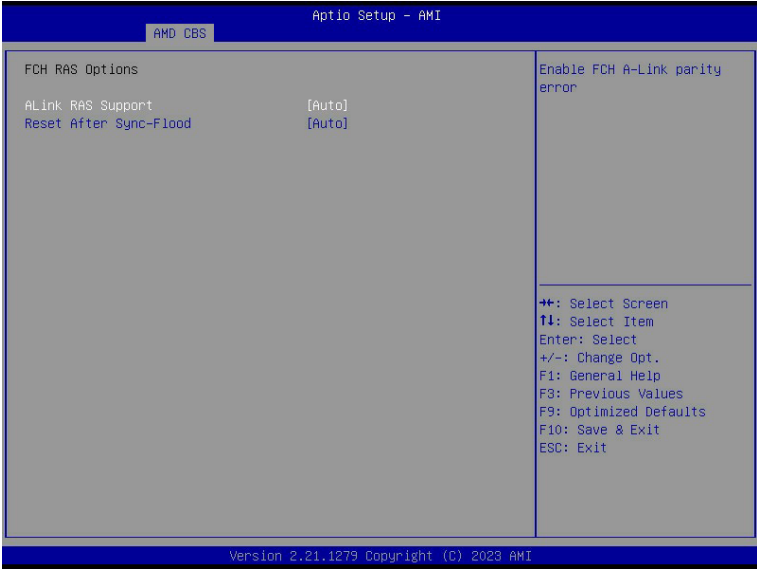 Aptio Setup – AMI
AMD CBS
FCH RAS Options
ALink RAS Support [Auto]
Reset After Sync-Flood [Auto]
Enable FCH A-Link parity
error
→←: Select Screen
↑↓: Select Item
Enter: Select
+/-: Change Opt.
F1: General Help
F3: Previous Values
F9: Optimized Defaults
F10: Save & Exit
ESC: Exit
Version 2.21.1279 Copyright (C) 2023 AMI